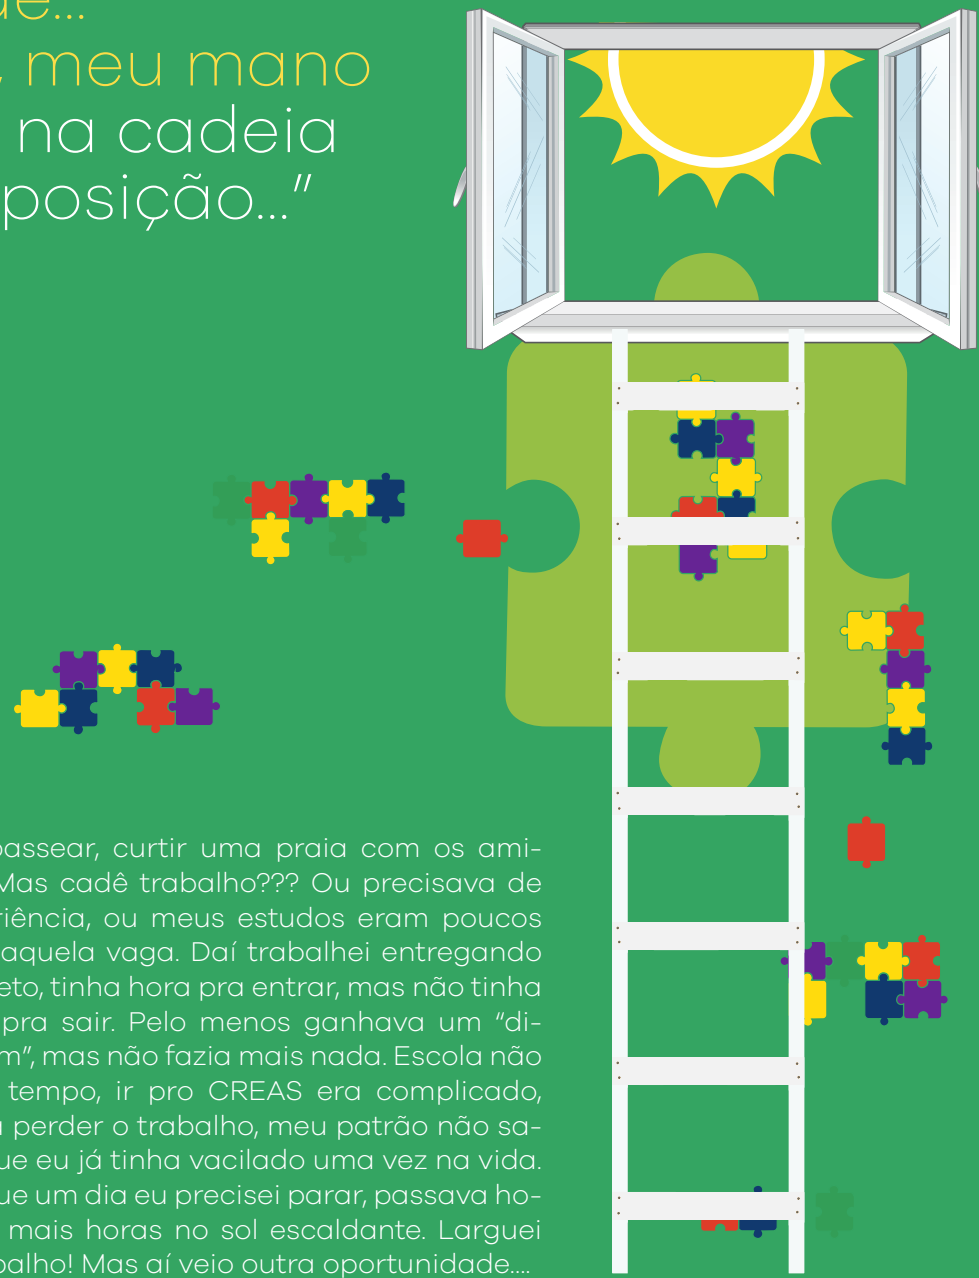 de...
, meu mano
na cadeia
posição...”
passear, curtir uma praia com os ami-
Mas cadê trabalho??? Ou precisava de
riência, ou meus estudos eram poucos
aquela vaga. Daí trabalhei entregando
eto, tinha hora pra entrar, mas não tinha
pra sair. Pelo menos ganhava um “di-
m”, mas não fazia mais nada. Escola não
tempo, ir pro CREAS era complicado,
a perder o trabalho, meu patrão não sa-
ue eu já tinha vacilado uma vez na vida.
ue um dia eu precisei parar, passava ho-
mais horas no sol escaldante. Larguei
balho! Mas aí veio outra oportunidade....